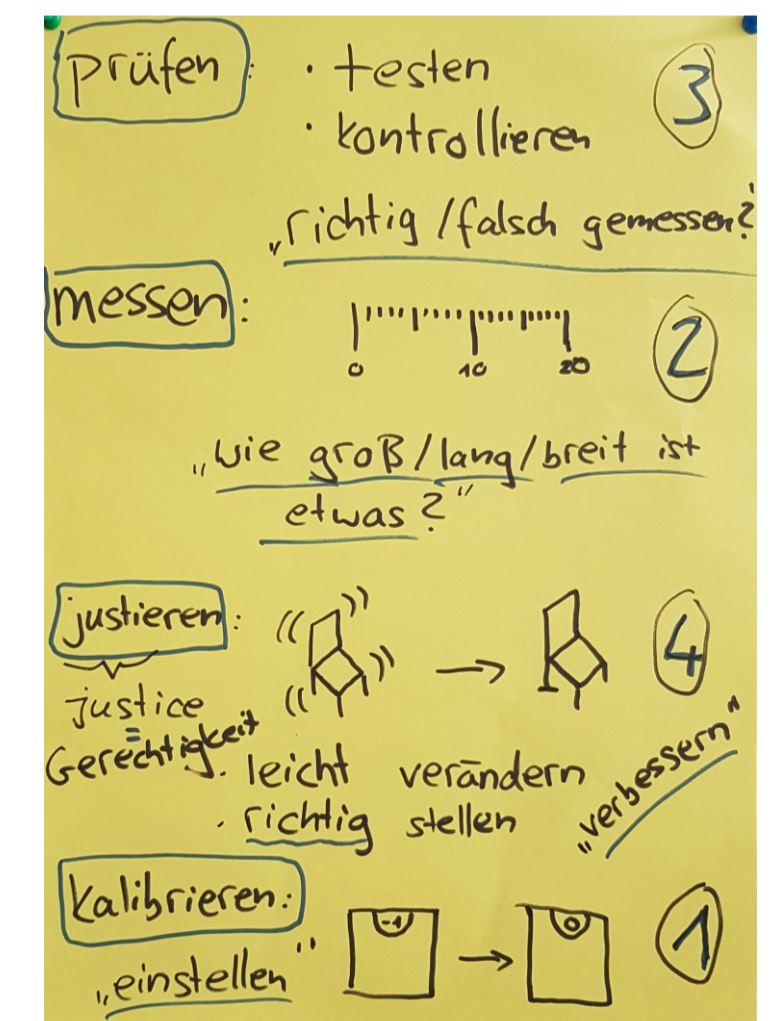 prüfen: · testen ③
· kontrollieren
„richtig/falsch gemessen?"
messen: ②
0 10 20
„Wie groß/lang/breit ist
etwas?"
justieren: → ④
justice
=
Gerechtigkeit
· leicht verändern
· richtig stellen
„verbessern"
kalibrieren: -1 → 0 ①
„einstellen"